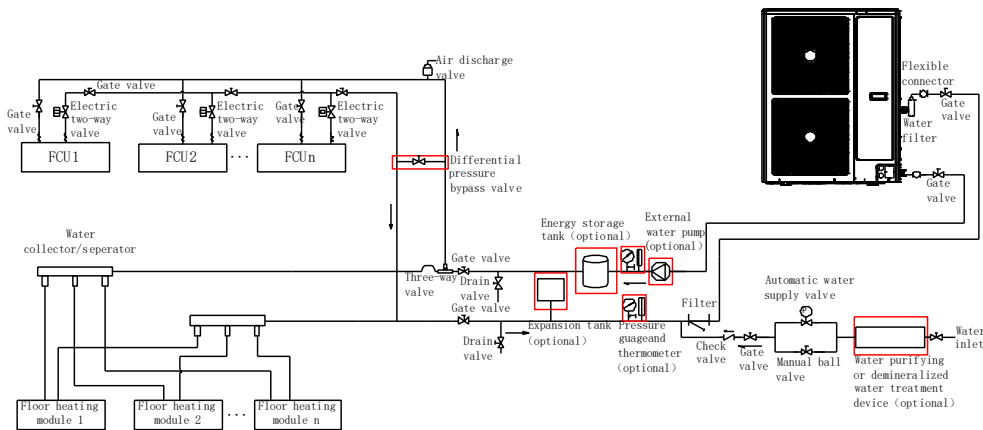 Air discharge
valve
Gate valve
Gate
valve
Electric
two-way
valve
Gate
valve
Electric
two-way
valve
Gate
valve
Electric
two-way
valve
FCU1
FCU2
...
FCUn
Differential
pressure
bypass valve
Flexible
connector
Gate
valve
Water
filter
Gate
valve
Water
collector/seperator
Energy storage
tank（optional）
External
water pump
(optional)
Gate valve
Three-way
valve
Drain
valve
Gate valve
Drain
valve
Expansion tank
(optional)
Pressure
guageand
thermometer
(optional)
Filter
Automatic water
supply valve
P
Check
valve
Gate
valve
Manual ball
valve
Water
inlet
Water purifying
or demineralized
water treatment
device（optional）
Floor heating
module 1
Floor heating
module 2
...
Floor heating
module n